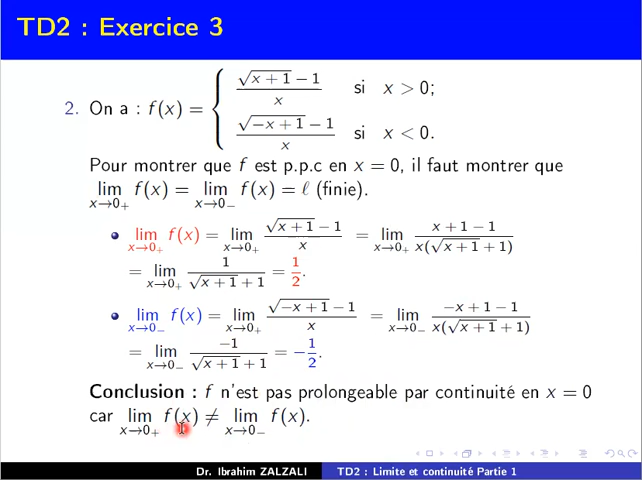 TD2 : Exercice 3
2. On a : f(x) = { (√(x + 1) − 1)/x si x > 0;
(√(−x + 1) − 1)/x si x < 0.
Pour montrer que f est p.p.c en x = 0, il faut montrer que
lim_{x→0+} f(x) = lim_{x→0−} f(x) = ℓ (finie).
• lim_{x→0+} f(x) = lim_{x→0+} (√(x + 1) − 1)/x = lim_{x→0+} (x + 1 − 1)/(x(√(x + 1) + 1))
= lim_{x→0+} 1/(√(x + 1) + 1) = 1/2.
• lim_{x→0−} f(x) = lim_{x→0+} (√(−x + 1) − 1)/x = lim_{x→0−} (−x + 1 − 1)/(x(√(x + 1) + 1))
= lim_{x→0−} −1/(√(x + 1) + 1) = −1/2.
Conclusion : f n'est pas prolongeable par continuité en x = 0
car lim_{x→0+} f(x) ≠ lim_{x→0−} f(x).
Dr. Ibrahim ZALZALI TD2 : Limite et continuité Partie 1